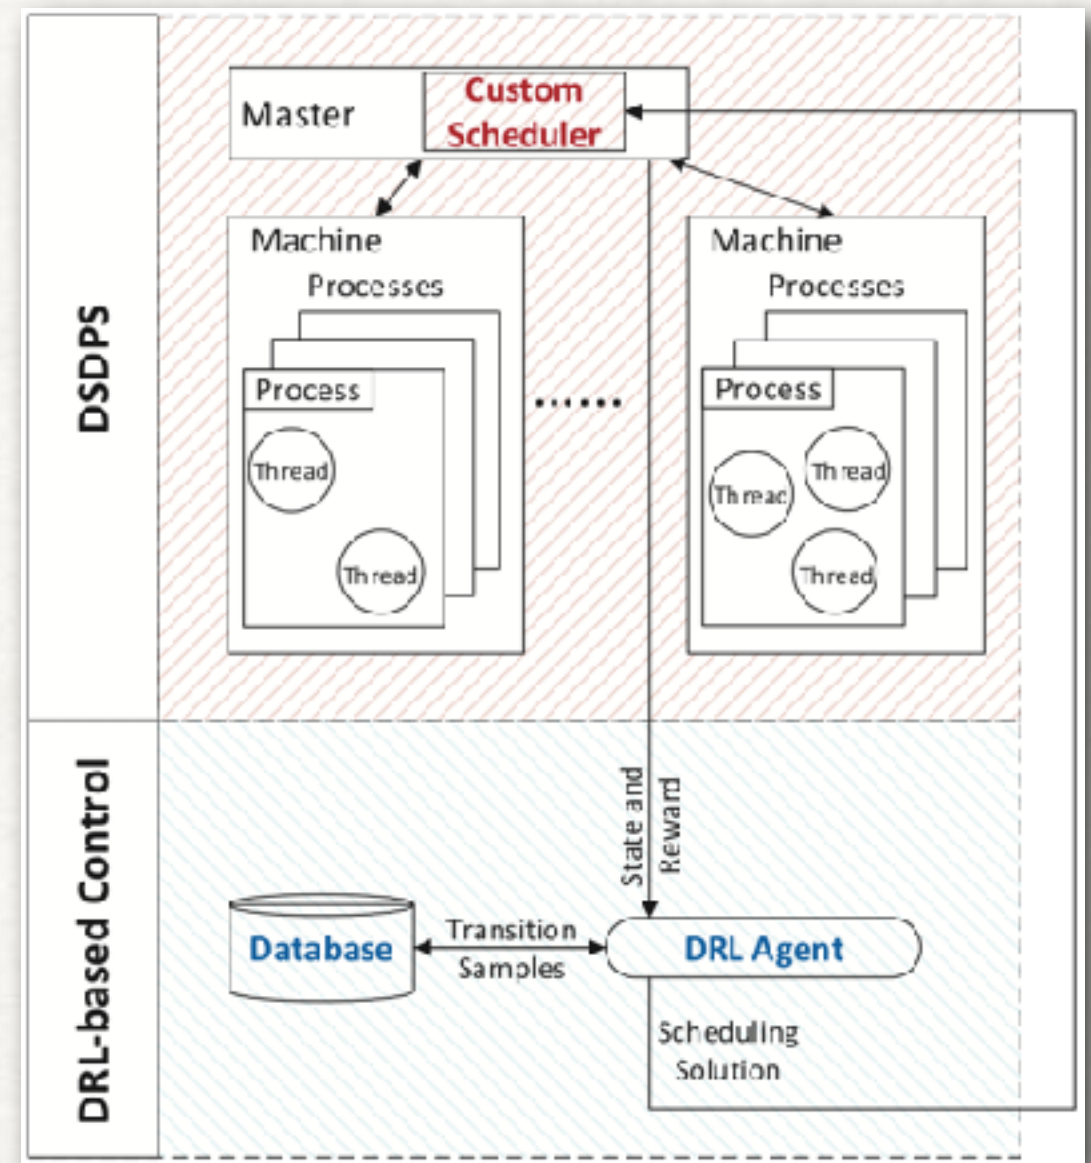 DSDPS
Master
Custom
Scheduler
Machine
Processes
Process
Thread
Thread
......
Machine
Processes
Process
Thread
Thread
Thread
DRL-based Control
State and
Reward
Database
Transition
Samples
DRL Agent
Scheduling
Solution